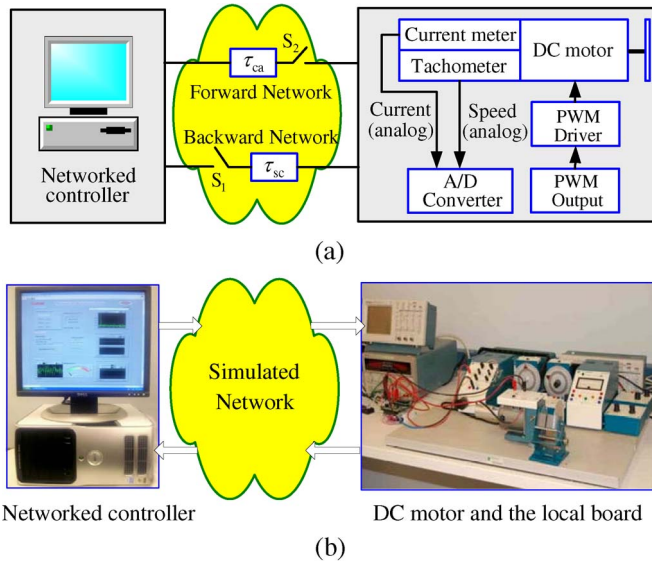 Networked
controller
τca
S2
Forward Network
Backward Network
S1
τsc
Current meter
Tachometer
DC motor
Current
(analog)
Speed
(analog)
PWM
Driver
A/D
Converter
PWM
Output
(a)
Simulated
Network
Networked controller
DC motor and the local board
(b)